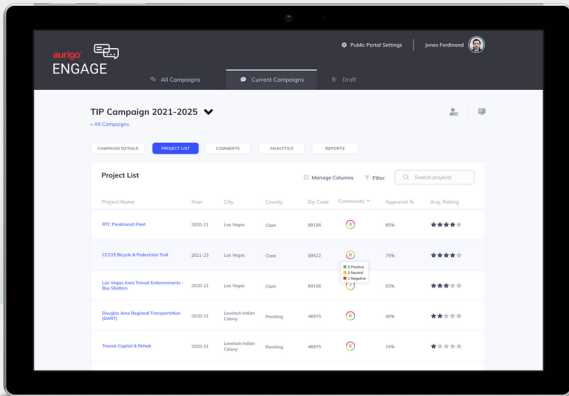 aurigo
ENGAGE
Public Portal Settings
Jones Ferdinand
All Campaigns
Current Campaigns
Draft
TIP Campaign 2021-2025
< All Campaigns
CAMPAIGN DETAILS PROJECT LIST COMMENTS ANALYTICS REPORTS
Project List
Manage Columns
Filter
Search projects
Project Name Year City County Zip Code Comments Approval % Avg. Rating
RTC Paratransit Fleet 2020-21 Las Vegas Clark 89106 85%
CC215 Bicycle & Pedestrian Trail 2021-23 Las Vegas Clark 89522 75%
5 Positive
2 Neutral
1 Negative
Las Vegas Area Transit Enhancements -
Bus Shelters 2020-21 Las Vegas Clark 89106 7 63%
Douglas Area Regional Transportation
(DART) 2020-21 Lovelock Indian
Colony Pershing 46975 40%
Transit Capital & Rehab 2020-21 Lovelock Indian
Colony Pershing 46975 25%